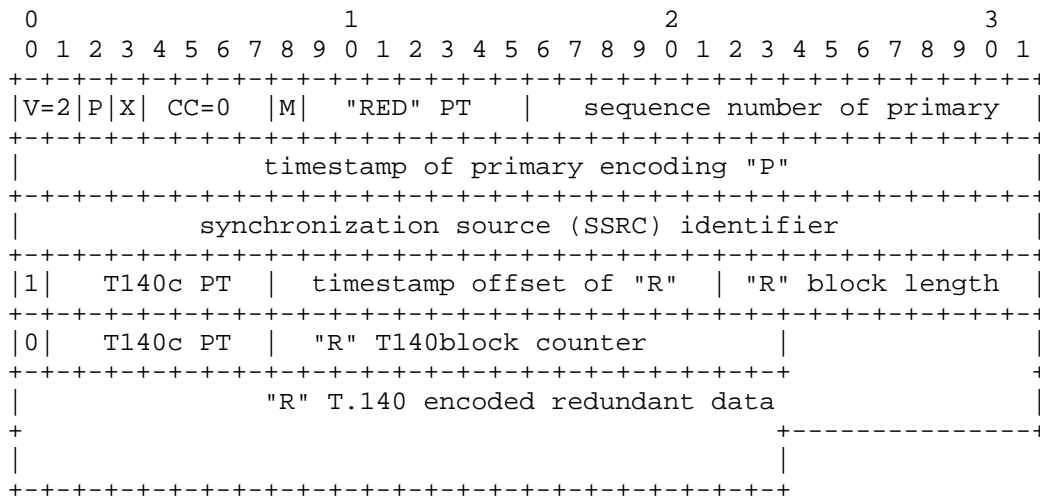 0                   1                   2                   3
 0 1 2 3 4 5 6 7 8 9 0 1 2 3 4 5 6 7 8 9 0 1 2 3 4 5 6 7 8 9 0 1
+-+-+-+-+-+-+-+-+-+-+-+-+-+-+-+-+-+-+-+-+-+-+-+-+-+-+-+-+-+-+-+-+
|V=2|P|X| CC=0  |M|  "RED" PT   |   sequence number of primary  |
+-+-+-+-+-+-+-+-+-+-+-+-+-+-+-+-+-+-+-+-+-+-+-+-+-+-+-+-+-+-+-+-+
|               timestamp of primary encoding "P"               |
+-+-+-+-+-+-+-+-+-+-+-+-+-+-+-+-+-+-+-+-+-+-+-+-+-+-+-+-+-+-+-+-+
|           synchronization source (SSRC) identifier            |
+-+-+-+-+-+-+-+-+-+-+-+-+-+-+-+-+-+-+-+-+-+-+-+-+-+-+-+-+-+-+-+-+
|1|   T140c PT  |  timestamp offset of "R"  | "R" block length  |
+-+-+-+-+-+-+-+-+-+-+-+-+-+-+-+-+-+-+-+-+-+-+-+-+-+-+-+-+-+-+-+-+
|0|   T140c PT  |  "R" T140block counter        |               |
+-+-+-+-+-+-+-+-+-+-+-+-+-+-+-+-+-+-+-+-+-+-+-+-+               +
|               "R" T.140 encoded redundant data                |
+                                               +---------------+
|                                               |
+-+-+-+-+-+-+-+-+-+-+-+-+-+-+-+-+-+-+-+-+-+-+-+-+